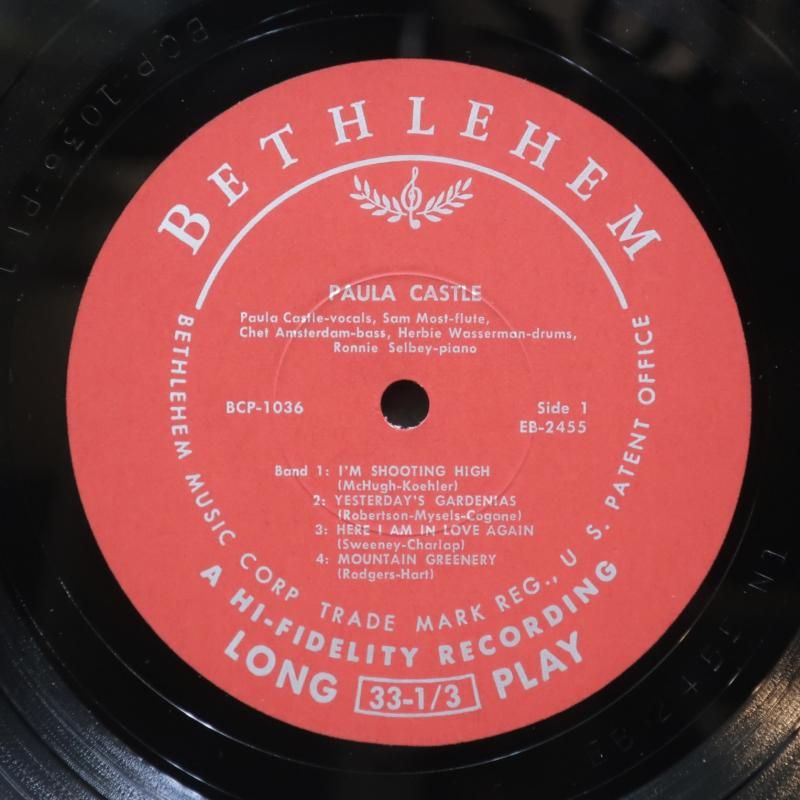 BETHLEHEM
PAULA CASTLE
Paula Castle-vocals, Sam Most-flute,
Chet Amsterdam-bass, Herbie Wasserman-drums,
Ronnie Selbey-piano
BCP-1036
Side 1
EB-2455
Band 1: I'M SHOOTING HIGH
(McHugh-Koehler)
2: YESTERDAY'S GARDENIAS
(Robertson-Mysels-Cogane)
3: HERE I AM IN LOVE AGAIN
(Sweeney-Charlap)
4: MOUNTAIN GREENERY
(Rodgers-Hart)
BETHLEHEM MUSIC CORP TRADE MARK REG., U. S. PATENT OFFICE
A HI-FIDELITY RECORDING
LONG 33-1/3 PLAY
BCP-1036